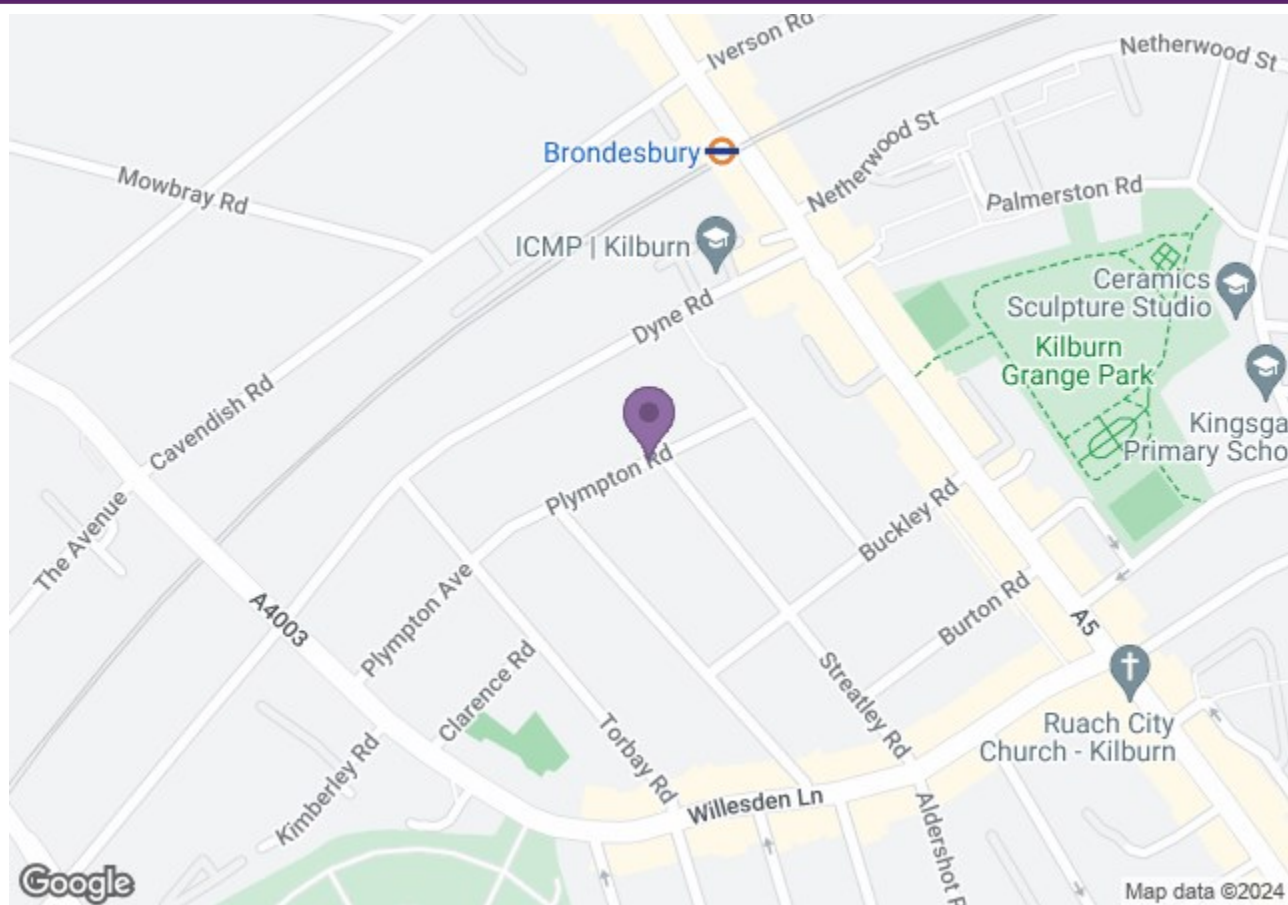 Iverson Rd
Netherwood St
Brondesbury
Netherwood St
Mowbray Rd
Palmerston Rd
ICMP | Kilburn
Ceramics
Sculpture Studio
Dyne Rd
Kilburn
Grange Park
Cavendish Rd
Kingsga
Primary Scho
Plympton Rd
The Avenue
Buckley Rd
A4003
Plympton Ave
Burton Rd
A5
Clarence Rd
Streatley Rd
Torbay Rd
Ruach City
Church - Kilburn
Kimberley Rd
Willesden Ln
Aldershot R
Google
Map data ©2024